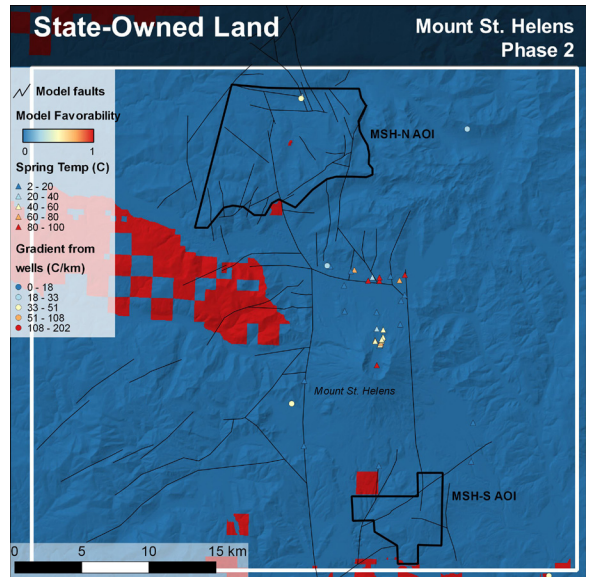 State-Owned Land
Mount St. Helens
Phase 2
Model faults
Model Favorability
0 1
Spring Temp (C)
2 - 20
20 - 40
40 - 60
60 - 80
80 - 100
Gradient from
wells (C/km)
0 - 18
18 - 33
33 - 51
51 - 108
108 - 202
MSH-N AOI
Mount St. Helens
MSH-S AOI
0 5 10 15 km